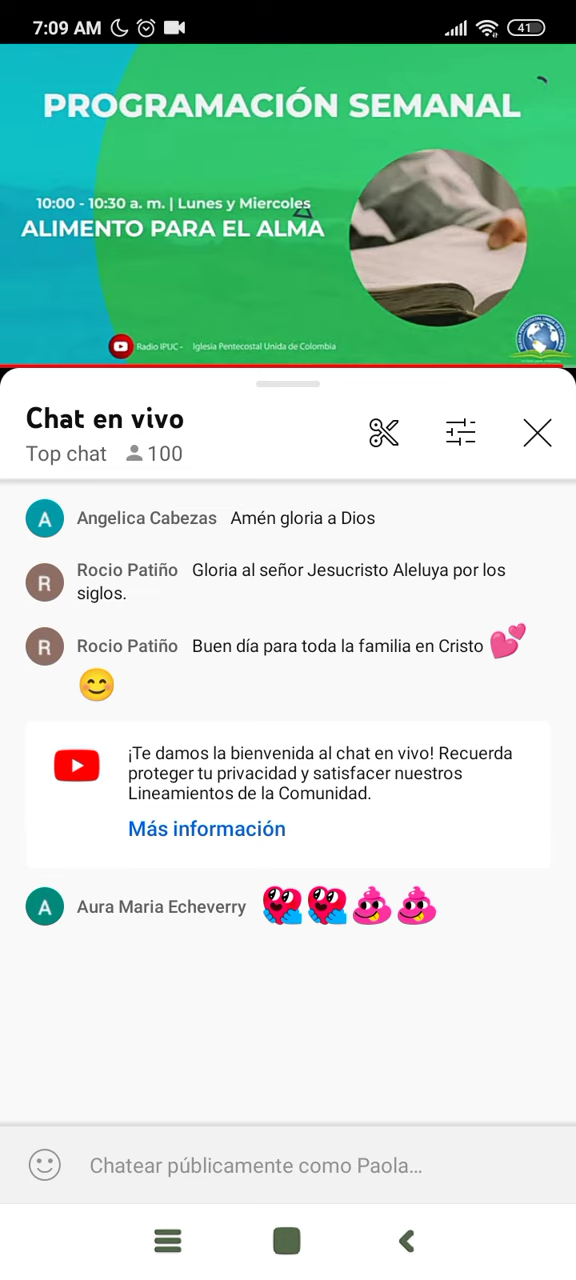 7:09 AM
41
PROGRAMACIÓN SEMANAL
10:00 - 10:30 a. m. | Lunes y Miercoles
ALIMENTO PARA EL ALMA
Radio IPUC - Iglesia Pentecostal Unida de Colombia
Chat en vivo
Top chat 100
A Angelica Cabezas Amén gloria a Dios
R Rocio Patiño Gloria al señor Jesucristo Aleluya por los
siglos.
R Rocio Patiño Buen día para toda la familia en Cristo 💕
😊
¡Te damos la bienvenida al chat en vivo! Recuerda
proteger tu privacidad y satisfacer nuestros
Lineamientos de la Comunidad.
Más información
A Aura Maria Echeverry
Chatear públicamente como Paola...